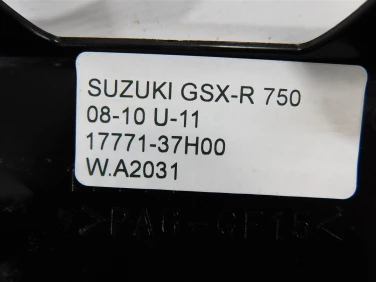 SUZUKI GSX-R 750
08-10 U-11
17771-37H00
W.A2031
>PA6-GF15<